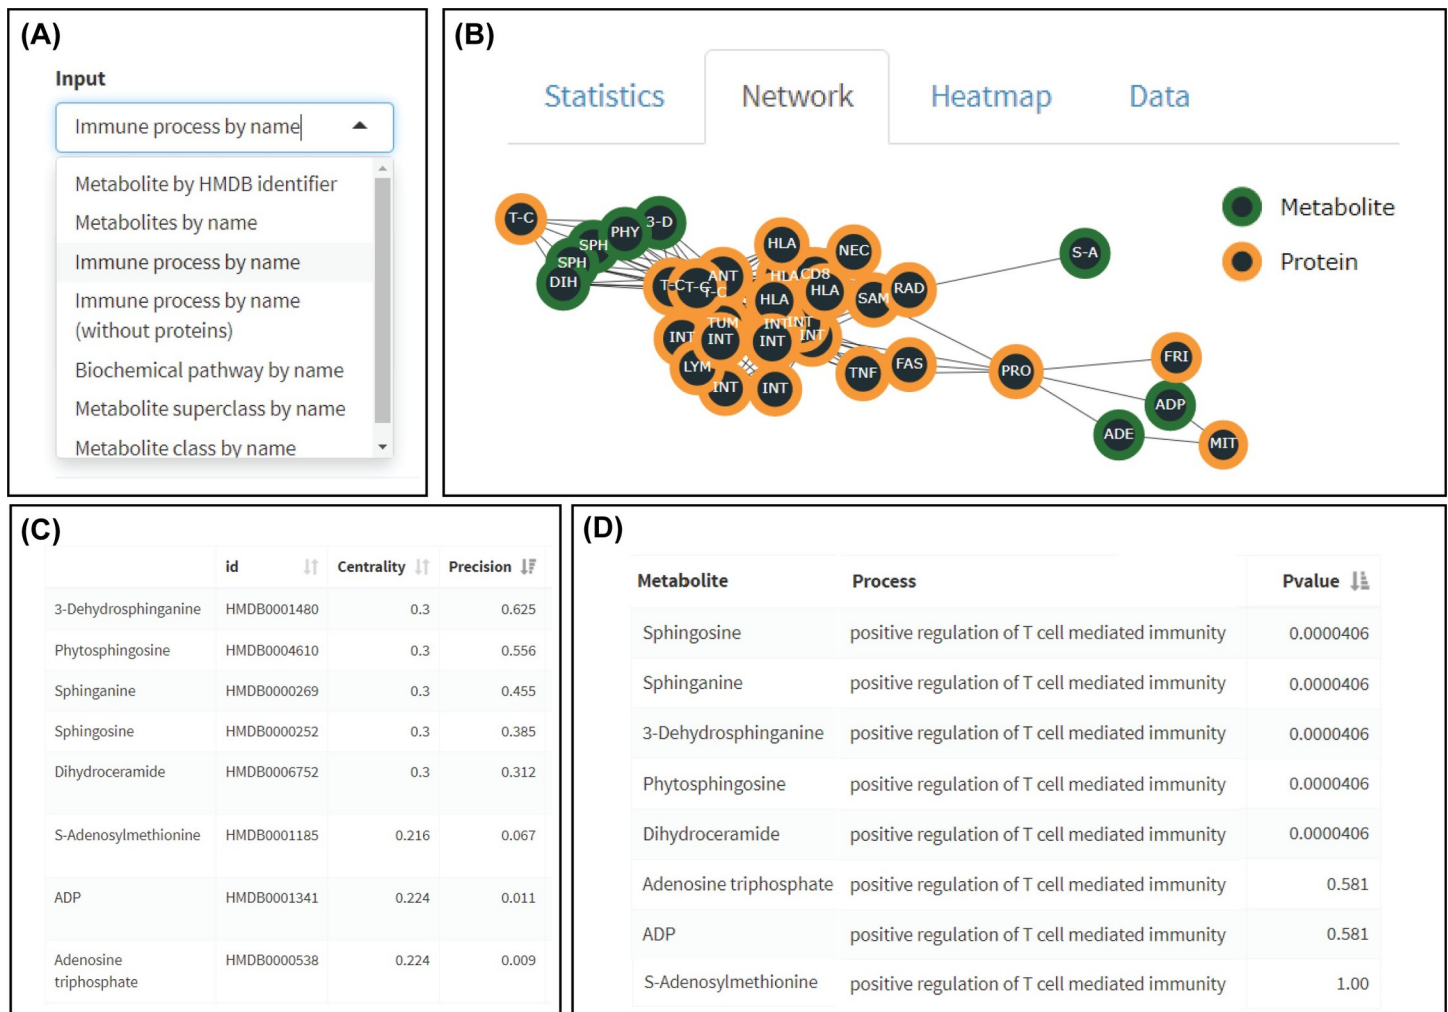 (A)
Input
Immune process by name
Metabolite by HMDB identifier
Metabolites by name
Immune process by name
Immune process by name
(without proteins)
Biochemical pathway by name
Metabolite superclass by name
Metabolite class by name
(B)
Statistics
Network
Heatmap
Data
Metabolite
Protein
T-C
SPH
PHY
3-D
SPH
DIH
T-C
T-C
T-C
ANT
HLA
HLA
CD8
HLA
HLA
NEC
SAM
RAD
S-A
INT
TUM
INT
INT
INT
INT
INT
LYM
INT
INT
TNF
FAS
PRO
FRI
ADP
ADE
MIT
(C)
id Centrality Precision
3-Dehydrosphinganine HMDB0001480 0.3 0.625
Phytosphingosine HMDB0004610 0.3 0.556
Sphinganine HMDB0000269 0.3 0.455
Sphingosine HMDB0000252 0.3 0.385
Dihydroceramide HMDB0006752 0.3 0.312
S-Adenosylmethionine HMDB0001185 0.216 0.067
ADP HMDB0001341 0.224 0.011
Adenosine HMDB0000538 0.224 0.009
triphosphate
(D)
Metabolite Process Pvalue
Sphingosine positive regulation of T cell mediated immunity 0.0000406
Sphinganine positive regulation of T cell mediated immunity 0.0000406
3-Dehydrosphinganine positive regulation of T cell mediated immunity 0.0000406
Phytosphingosine positive regulation of T cell mediated immunity 0.0000406
Dihydroceramide positive regulation of T cell mediated immunity 0.0000406
Adenosine triphosphate positive regulation of T cell mediated immunity 0.581
ADP positive regulation of T cell mediated immunity 0.581
S-Adenosylmethionine positive regulation of T cell mediated immunity 1.00